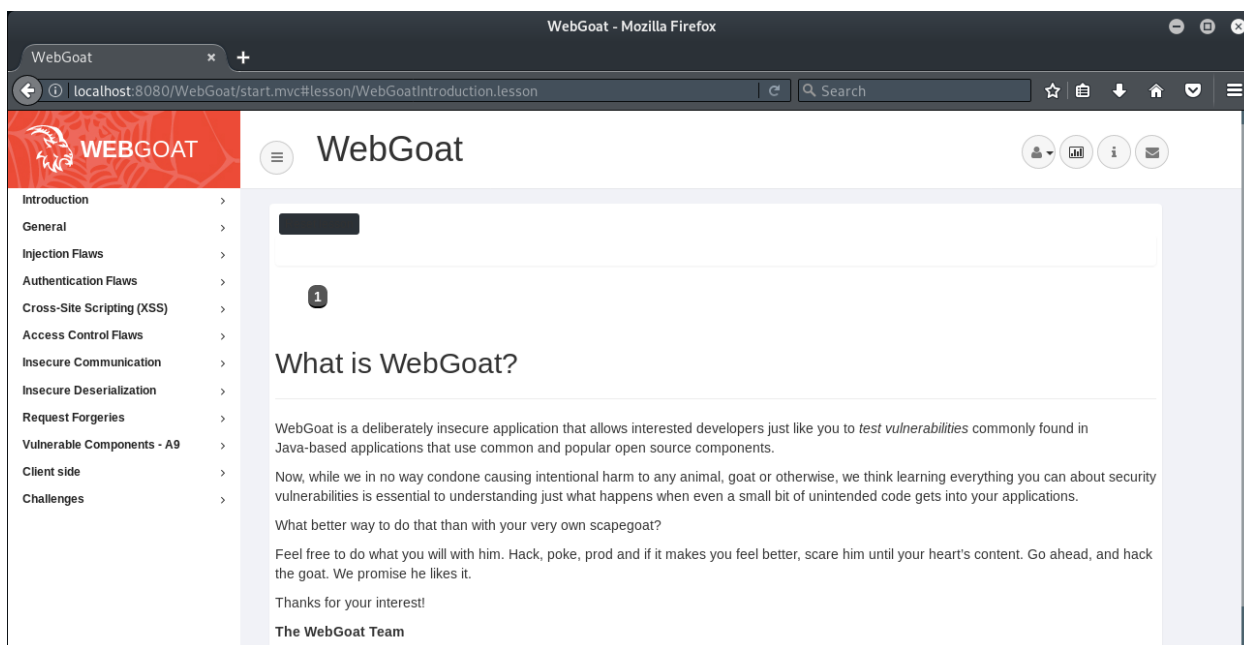 WebGoat - Mozilla Firefox
WebGoat
localhost:8080/WebGoat/start.mvc#lesson/WebGoatIntroduction.lesson
Search
WEBGOAT
WebGoat
Introduction
General
Injection Flaws
Authentication Flaws
Cross-Site Scripting (XSS)
Access Control Flaws
Insecure Communication
Insecure Deserialization
Request Forgeries
Vulnerable Components - A9
Client side
Challenges
1
What is WebGoat?
WebGoat is a deliberately insecure application that allows interested developers just like you to test vulnerabilities commonly found in
Java-based applications that use common and popular open source components.
Now, while we in no way condone causing intentional harm to any animal, goat or otherwise, we think learning everything you can about security
vulnerabilities is essential to understanding just what happens when even a small bit of unintended code gets into your applications.
What better way to do that than with your very own scapegoat?
Feel free to do what you will with him. Hack, poke, prod and if it makes you feel better, scare him until your heart's content. Go ahead, and hack
the goat. We promise he likes it.
Thanks for your interest!
The WebGoat Team